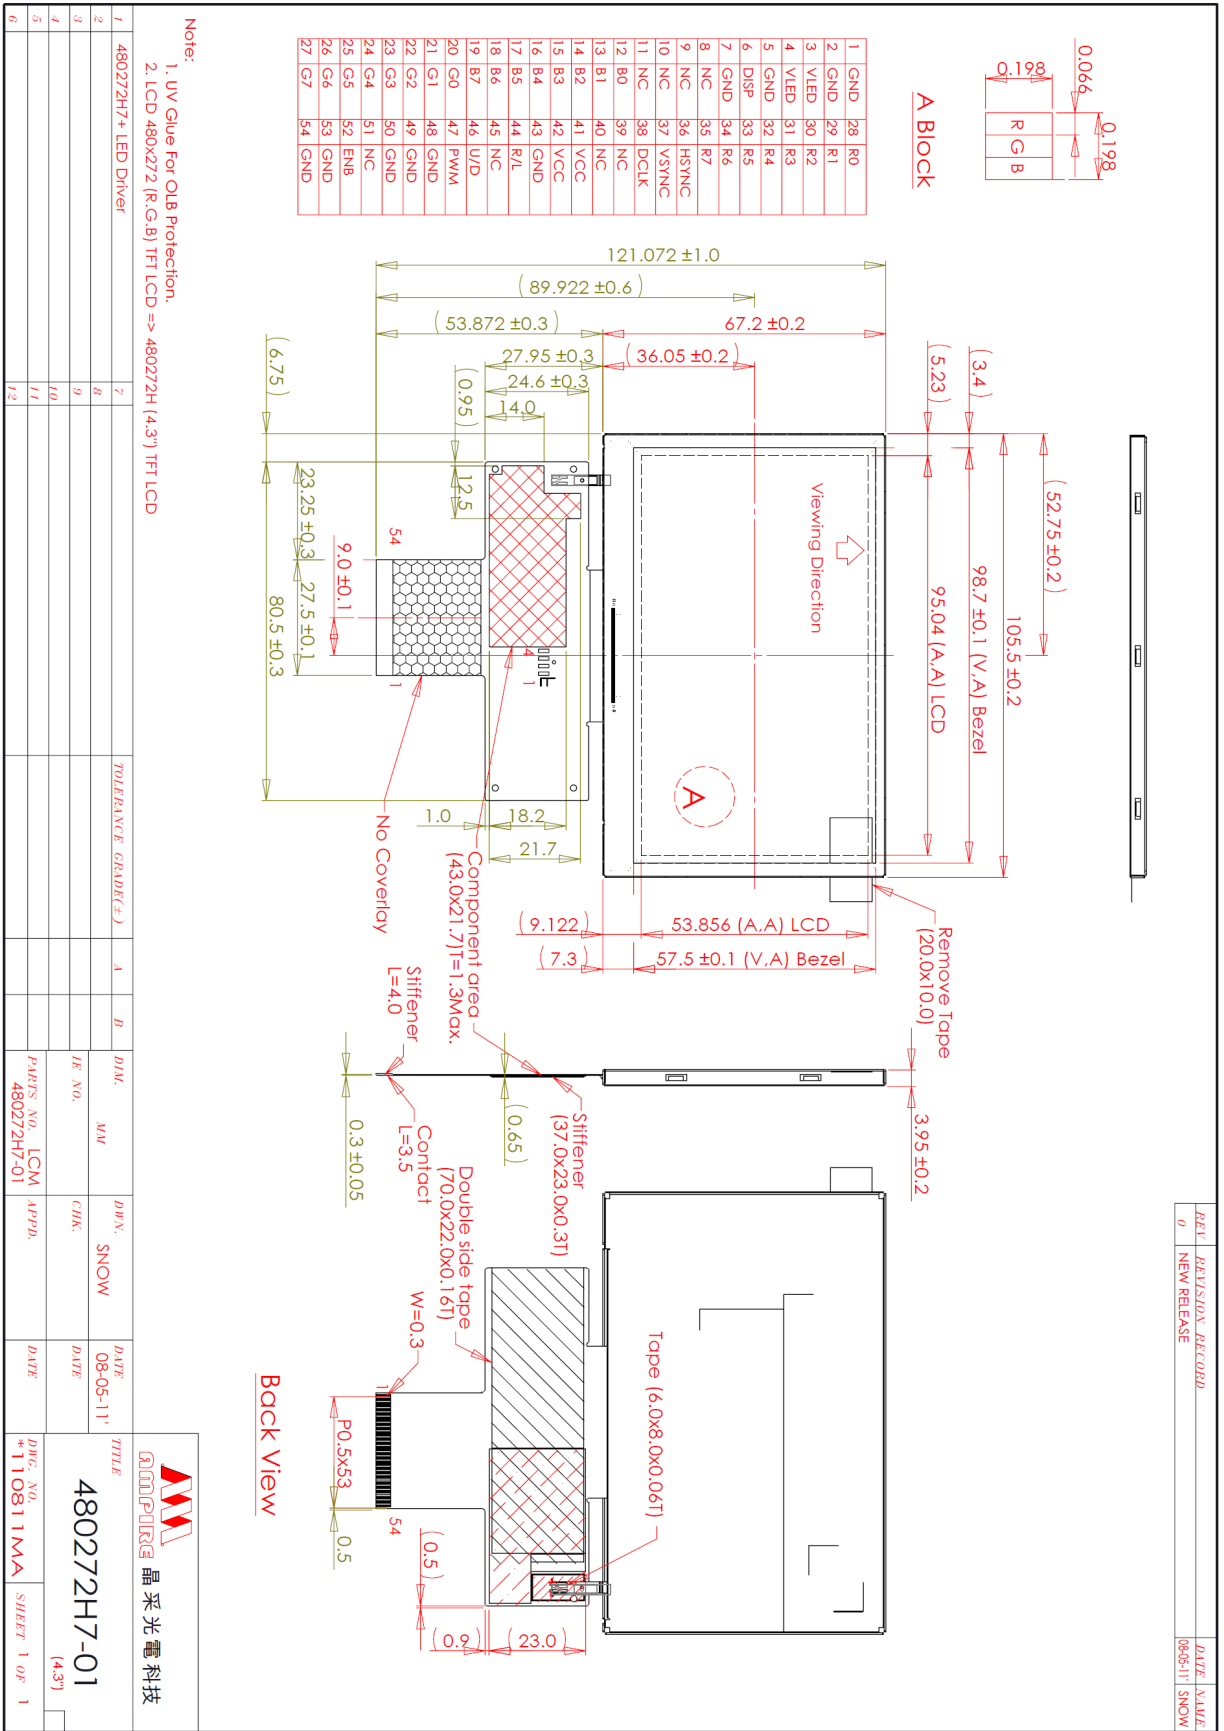 REV REVISION RECORD DATE NAME
0 NEW RELEASE 08-05-11' SNOW
0.066
0.198
0.198
R G B
A Block
1 GND 28 R0
2 GND 29 R1
3 VLED 30 R2
4 VLED 31 R3
5 GND 32 R4
6 DISP 33 R5
7 GND 34 R6
8 NC 35 R7
9 NC 36 HSYNC
10 NC 37 VSYNC
11 NC 38 DCLK
12 B0 39 NC
13 B1 40 NC
14 B2 41 VCC
15 B3 42 VCC
16 B4 43 GND
17 B5 44 R/L
18 B6 45 NC
19 B7 46 U/D
20 G0 47 PWM
21 G1 48 GND
22 G2 49 GND
23 G3 50 GND
24 G4 51 NC
25 G5 52 ENB
26 G6 53 GND
27 G7 54 GND
(52.75 ±0.2)
105.5 ±0.2
(3.4)
98.7 ±0.1 (V,A) Bezel
(5.23)
95.04 (A,A) LCD
121.072 ±1.0
(89.922 ±0.6)
(53.872 ±0.3)
67.2 ±0.2
27.95 ±0.3
(36.05 ±0.2)
24.6 ±0.3
14.0
(0.95)
12.5
(6.75)
Viewing Direction
A
54
1
4
1
23.25 ±0.3
27.5 ±0.1
9.0 ±0.1
80.5 ±0.3
1.0
18.2
21.7
No Coverlay
Component area
(43.0x21.7)T=1.3Max.
Remove Tape
(20.0x10.0)
(9.122)
53.856 (A,A) LCD
(7.3)
57.5 ±0.1 (V,A) Bezel
3.95 ±0.2
Stiffener
L=4.0
Contact
L=3.5
0.3 ±0.05
(0.65)
Stiffener
(37.0x23.0x0.3T)
Double side tape
(70.0x22.0x0.16T)
W=0.3
Tape (6.0x8.0x0.06T)
1
54
P0.5x53
0.5
(0.5)
(0.9)
(23.0)
Back View
Note:
1. UV Glue For OLB Protection.
2. LCD 480x272 (R.G.B) TFT LCD => 480272H (4.3") TFT LCD
1 480272H7+ LED Driver
2
3
4
5
6
7
8
9
10
11
12
TOLERANCE GRADE(±) A B
DIM. MM
IE NO.
PARTS NO. LCM
480272H7-01
DWN. SNOW
CHK.
APPD.
DATE 08-05-11'
DATE
DATE
AMPIRE 晶采光電科技
TITLE
480272H7-01
(4.3")
DWG. NO.
*110811MA
SHEET 1 OF 1